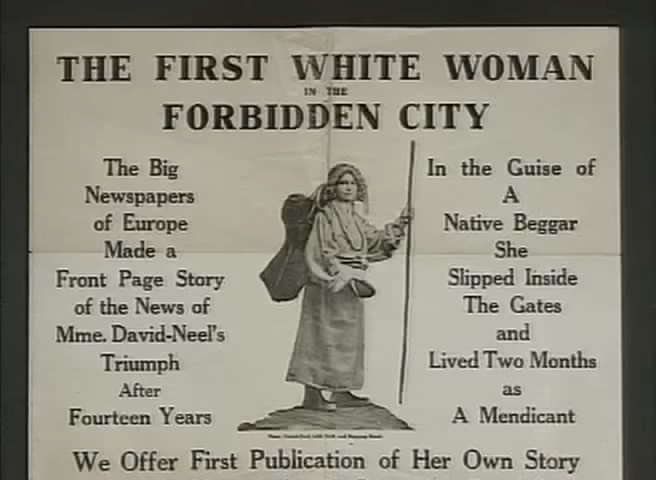 THE FIRST WHITE WOMAN
IN THE
FORBIDDEN CITY
The Big
Newspapers
of Europe
Made a
Front Page Story
of the News of
Mme. David-Neel's
Triumph
After
Fourteen Years
In the Guise of
A
Native Beggar
She
Slipped Inside
The Gates
and
Lived Two Months
as
A Mendicant
We Offer First Publication of Her Own Story